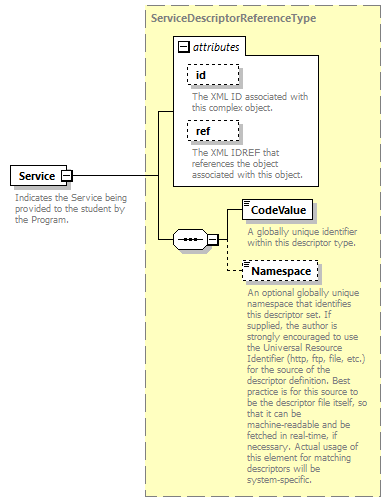 ServiceDescriptorReferenceType
attributes
id
The XML ID associated with
this complex object.
ref
The XML IDREF that
references the object
associated with this object.
Service
Indicates the Service being
provided to the student by
the Program.
CodeValue
A globally unique identifier
within this descriptor type.
Namespace
An optional globally unique
namespace that identifies
this descriptor set. If
supplied, the author is
strongly encouraged to use
the Universal Resource
Identifier (http, ftp, file, etc.)
for the source of the
descriptor definition. Best
practice is for this source to
be the descriptor file itself, so
that it can be
machine-readable and be
fetched in real-time, if
necessary. Actual usage of
this element for matching
descriptors will be
system-specific.